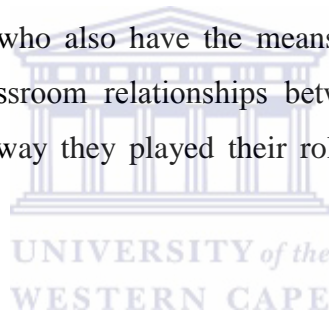 who also have the means
ssroom relationships betw
way they played their rol
UNIVERSITY of the
WESTERN CAPE